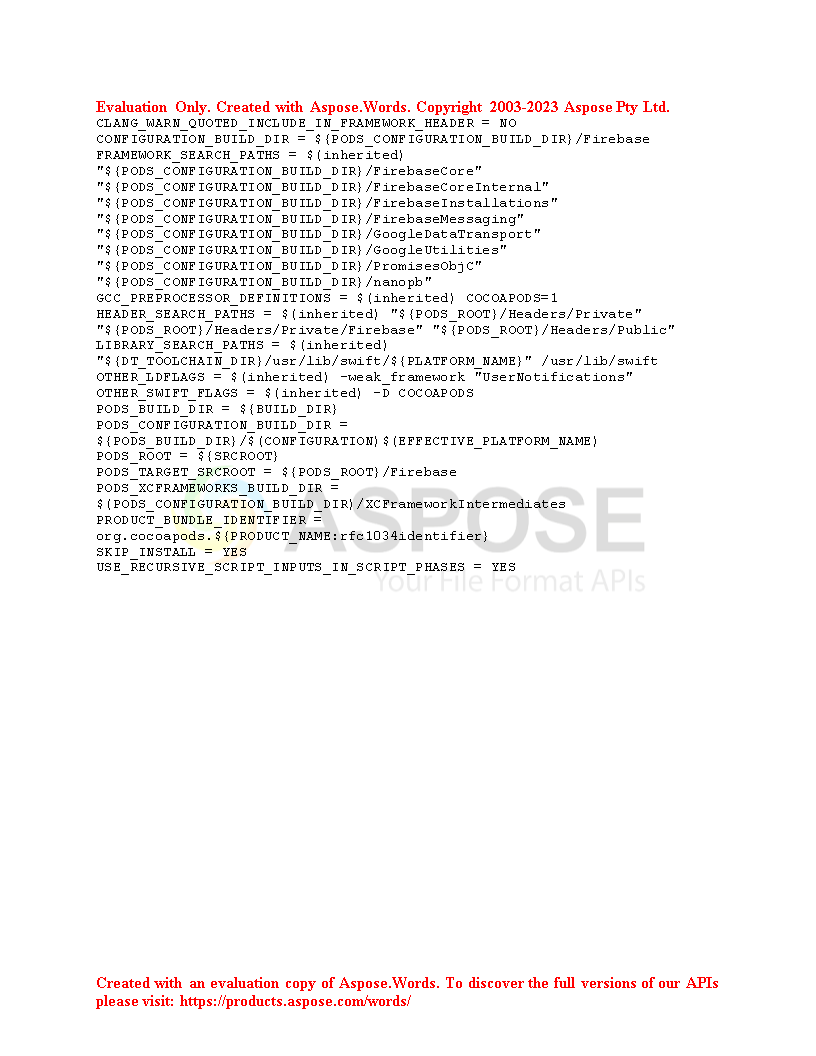 Evaluation Only. Created with Aspose.Words. Copyright 2003-2023 Aspose Pty Ltd.
CLANG_WARN_QUOTED_INCLUDE_IN_FRAMEWORK_HEADER = NO
CONFIGURATION_BUILD_DIR = ${PODS_CONFIGURATION_BUILD_DIR}/Firebase
FRAMEWORK_SEARCH_PATHS = $(inherited)
"${PODS_CONFIGURATION_BUILD_DIR}/FirebaseCore"
"${PODS_CONFIGURATION_BUILD_DIR}/FirebaseCoreInternal"
"${PODS_CONFIGURATION_BUILD_DIR}/FirebaseInstallations"
"${PODS_CONFIGURATION_BUILD_DIR}/FirebaseMessaging"
"${PODS_CONFIGURATION_BUILD_DIR}/GoogleDataTransport"
"${PODS_CONFIGURATION_BUILD_DIR}/GoogleUtilities"
"${PODS_CONFIGURATION_BUILD_DIR}/PromisesObjC"
"${PODS_CONFIGURATION_BUILD_DIR}/nanopb"
GCC_PREPROCESSOR_DEFINITIONS = $(inherited) COCOAPODS=1
HEADER_SEARCH_PATHS = $(inherited) "${PODS_ROOT}/Headers/Private"
"${PODS_ROOT}/Headers/Private/Firebase" "${PODS_ROOT}/Headers/Public"
LIBRARY_SEARCH_PATHS = $(inherited)
"${DT_TOOLCHAIN_DIR}/usr/lib/swift/${PLATFORM_NAME}" /usr/lib/swift
OTHER_LDFLAGS = $(inherited) -weak_framework "UserNotifications"
OTHER_SWIFT_FLAGS = $(inherited) -D COCOAPODS
PODS_BUILD_DIR = ${BUILD_DIR}
PODS_CONFIGURATION_BUILD_DIR =
${PODS_BUILD_DIR}/$(CONFIGURATION)$(EFFECTIVE_PLATFORM_NAME)
PODS_ROOT = ${SRCROOT}
PODS_TARGET_SRCROOT = ${PODS_ROOT}/Firebase
PODS_XCFRAMEWORKS_BUILD_DIR =
$(PODS_CONFIGURATION_BUILD_DIR)/XCFrameworkIntermediates
PRODUCT_BUNDLE_IDENTIFIER =
org.cocoapods.${PRODUCT_NAME:rfc1034identifier}
SKIP_INSTALL = YES
USE_RECURSIVE_SCRIPT_INPUTS_IN_SCRIPT_PHASES = YES
ASPOSE
Your File Format APIs
Created with an evaluation copy of Aspose.Words. To discover the full versions of our APIs
please visit: https://products.aspose.com/words/